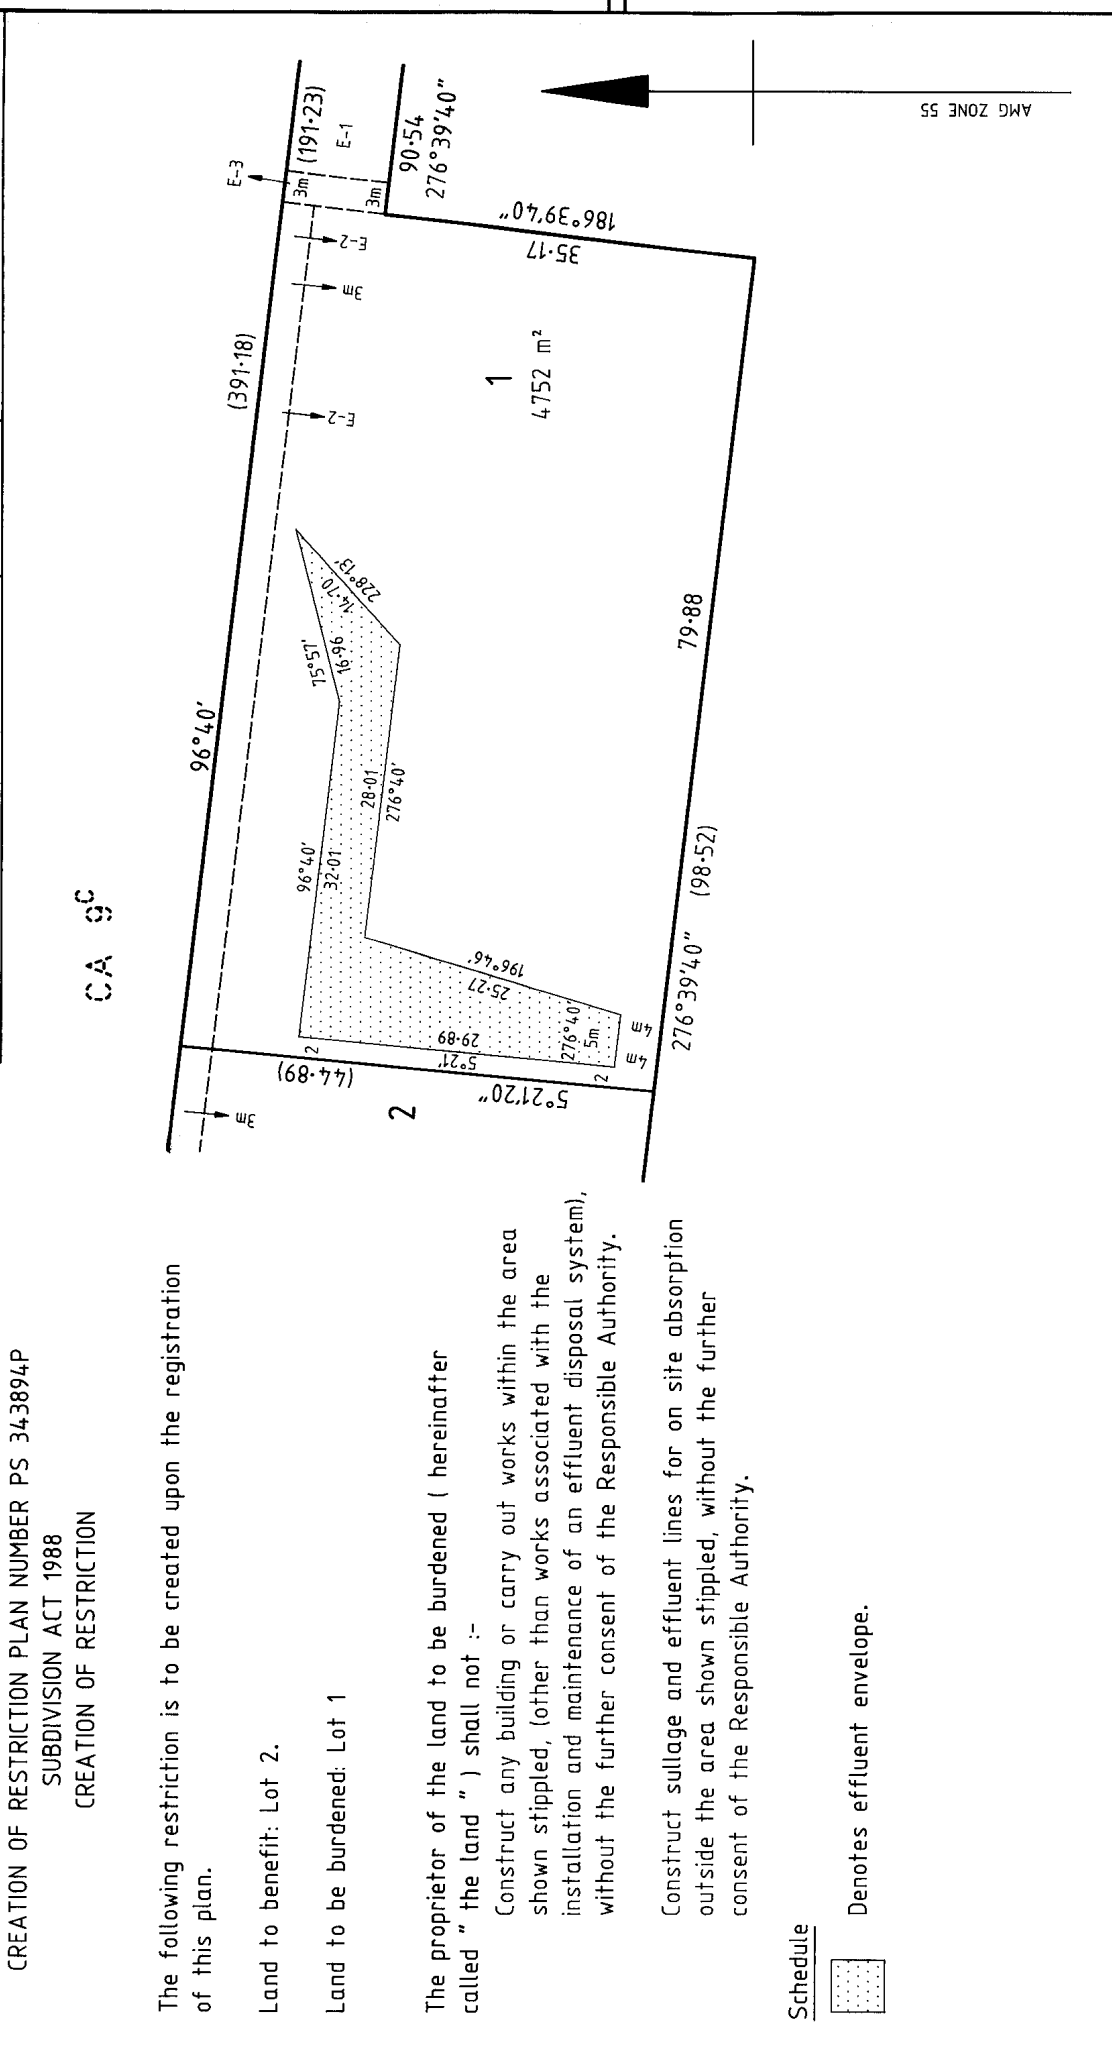 CREATION OF RESTRICTION PLAN NUMBER PS 343894P
SUBDIVISION ACT 1988
CREATION OF RESTRICTION
The following restriction is to be created upon the registration
of this plan.
Land to benefit: Lot 2.
Land to be burdened: Lot 1
The proprietor of the land to be burdened ( hereinafter
called " the land " ) shall not :-
Construct any building or carry out works within the area
shown stippled, (other than works associated with the
installation and maintenance of an effluent disposal system),
without the further consent of the Responsible Authority.
Construct sullage and effluent lines for on site absorption
outside the area shown stippled, without the further
consent of the Responsible Authority.
Schedule
Denotes effluent envelope.
CA 9ᶜ
96°40'
(391·18)
E-3
(191·23)
E-1
3m
3m
90·54
276°39'40"
E-2
3m
E-2
186°39'40"
35·17
1
4752 m²
75°57'
16·96
14·70
228°13'
96°40'
32·01
28·01
276°40'
196°46'
25·27
29·89
5°21'
276°40'
5m
2
2
4m
4m
(44·89)
5°21'20"
2
3m
276°39'40"
(98·52)
79·88
AMG ZONE 55